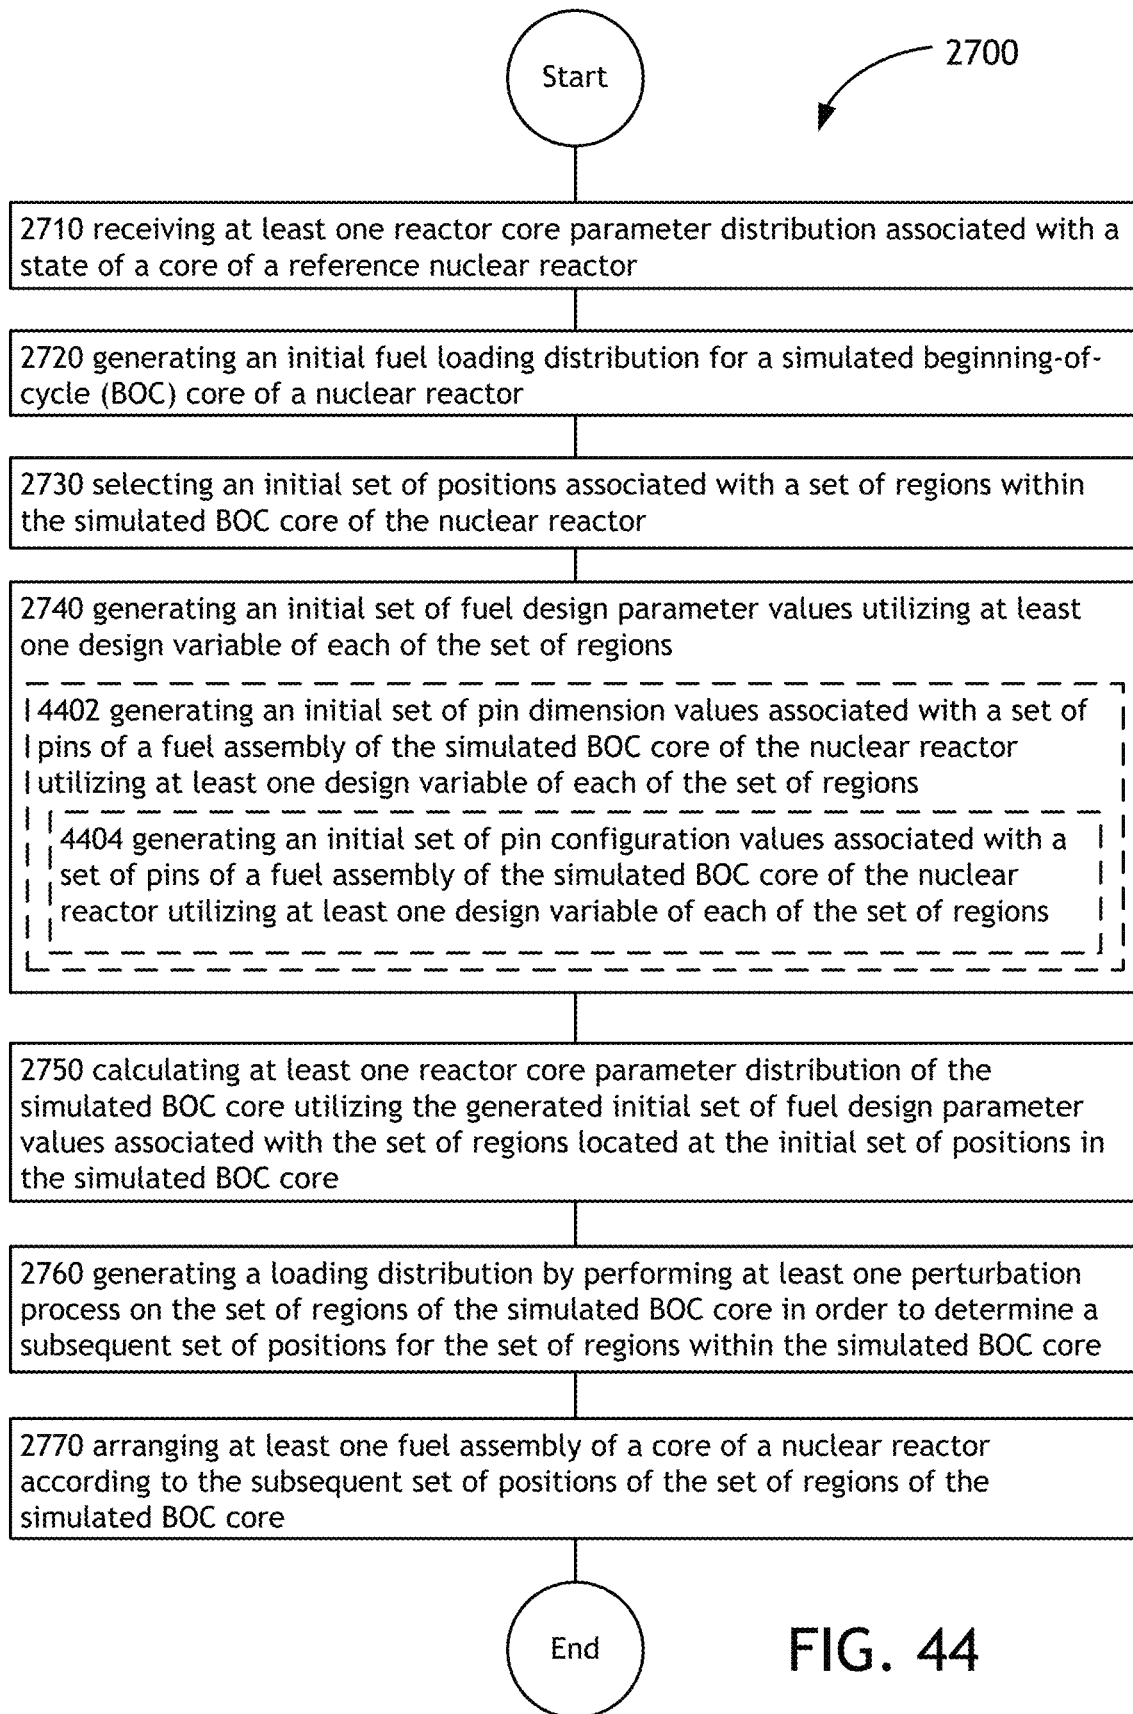 Start
2700
2710 receiving at least one reactor core parameter distribution associated with a
state of a core of a reference nuclear reactor
2720 generating an initial fuel loading distribution for a simulated beginning-of-
cycle (BOC) core of a nuclear reactor
2730 selecting an initial set of positions associated with a set of regions within
the simulated BOC core of the nuclear reactor
2740 generating an initial set of fuel design parameter values utilizing at least
one design variable of each of the set of regions
4402 generating an initial set of pin dimension values associated with a set of
pins of a fuel assembly of the simulated BOC core of the nuclear reactor
utilizing at least one design variable of each of the set of regions
4404 generating an initial set of pin configuration values associated with a
set of pins of a fuel assembly of the simulated BOC core of the nuclear
reactor utilizing at least one design variable of each of the set of regions
2750 calculating at least one reactor core parameter distribution of the
simulated BOC core utilizing the generated initial set of fuel design parameter
values associated with the set of regions located at the initial set of positions in
the simulated BOC core
2760 generating a loading distribution by performing at least one perturbation
process on the set of regions of the simulated BOC core in order to determine a
subsequent set of positions for the set of regions within the simulated BOC core
2770 arranging at least one fuel assembly of a core of a nuclear reactor
according to the subsequent set of positions of the set of regions of the
simulated BOC core
End
FIG. 44